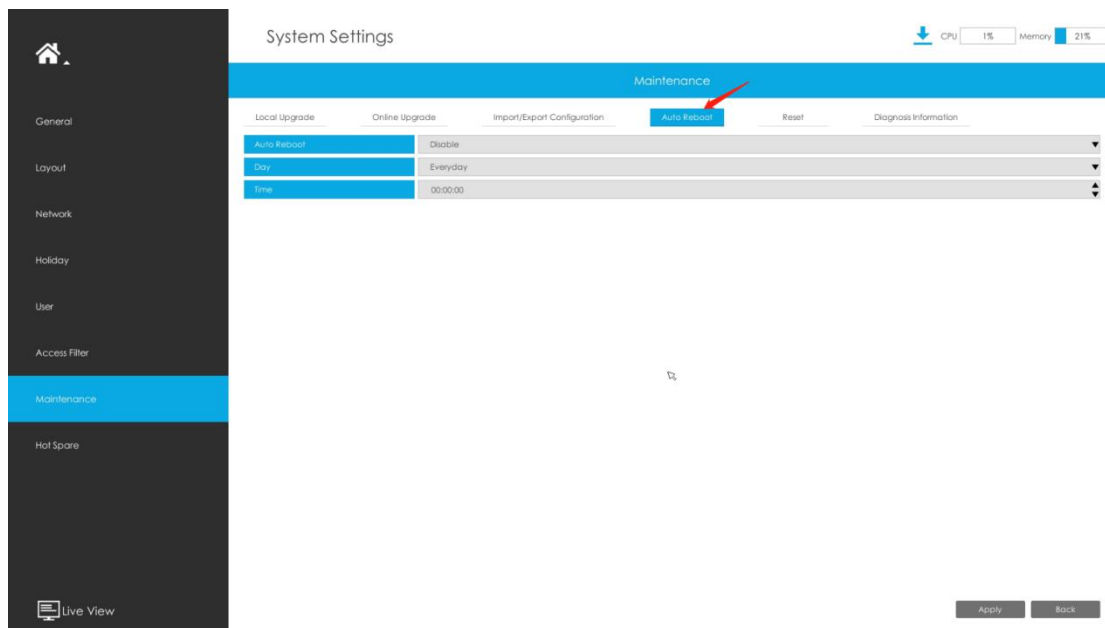 System Settings
CPU 1% Memory 21%
Maintenance
General
Layout
Network
Holiday
User
Access Filter
Maintenance
Hot Spare
Live View
Local Upgrade Online Upgrade Import/Export Configuration Auto Reboot Reset Diagnosis Information
Auto Reboot Disable
Day Everyday
Time 00:00:00
Apply Back